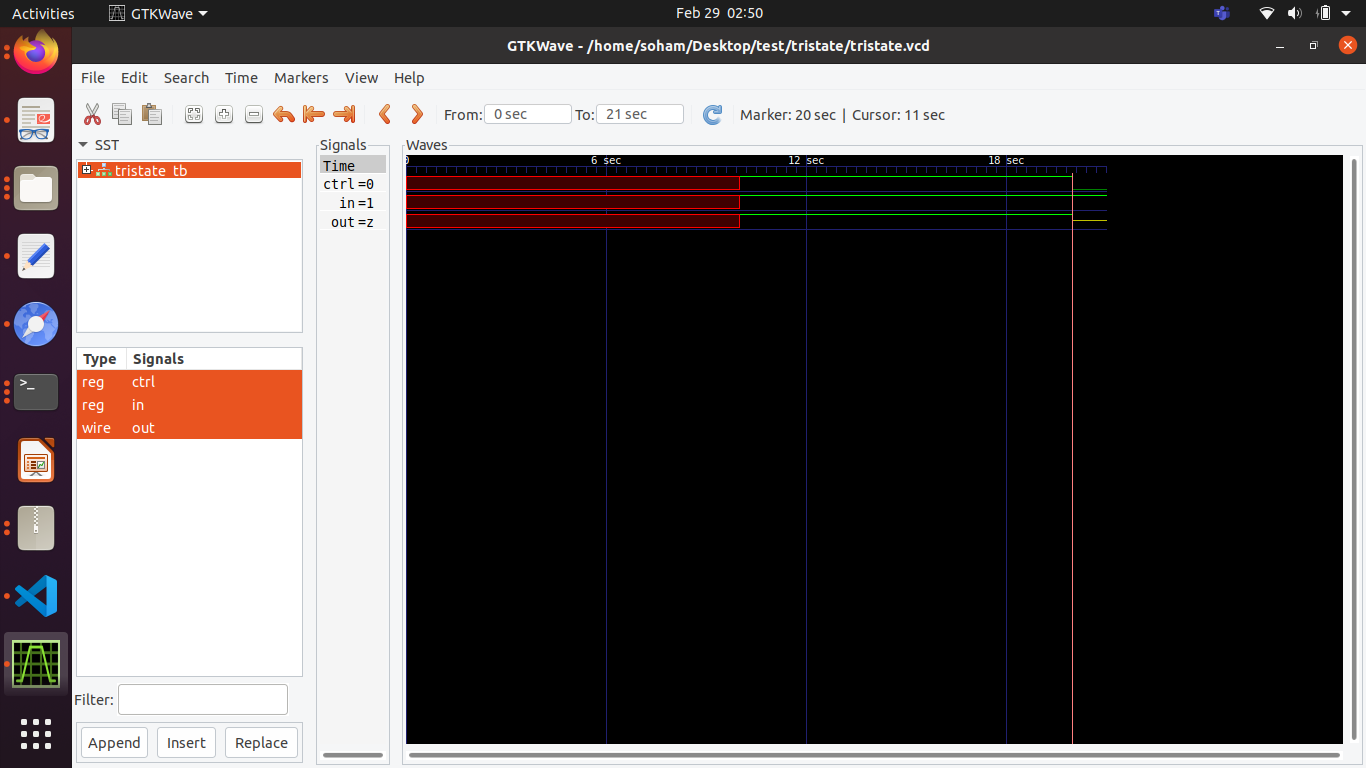 Activities GTKWave Feb 29 02:50
GTKWave - /home/soham/Desktop/test/tristate/tristate.vcd
File Edit Search Time Markers View Help
From: 0 sec To: 21 sec Marker: 20 sec | Cursor: 11 sec
SST
tristate_tb
Type Signals
reg ctrl
reg in
wire out
Filter:
Append Insert Replace
Signals
Time
ctrl =0
in =1
out =z
Waves
0 6 sec 12 sec 18 sec
>_